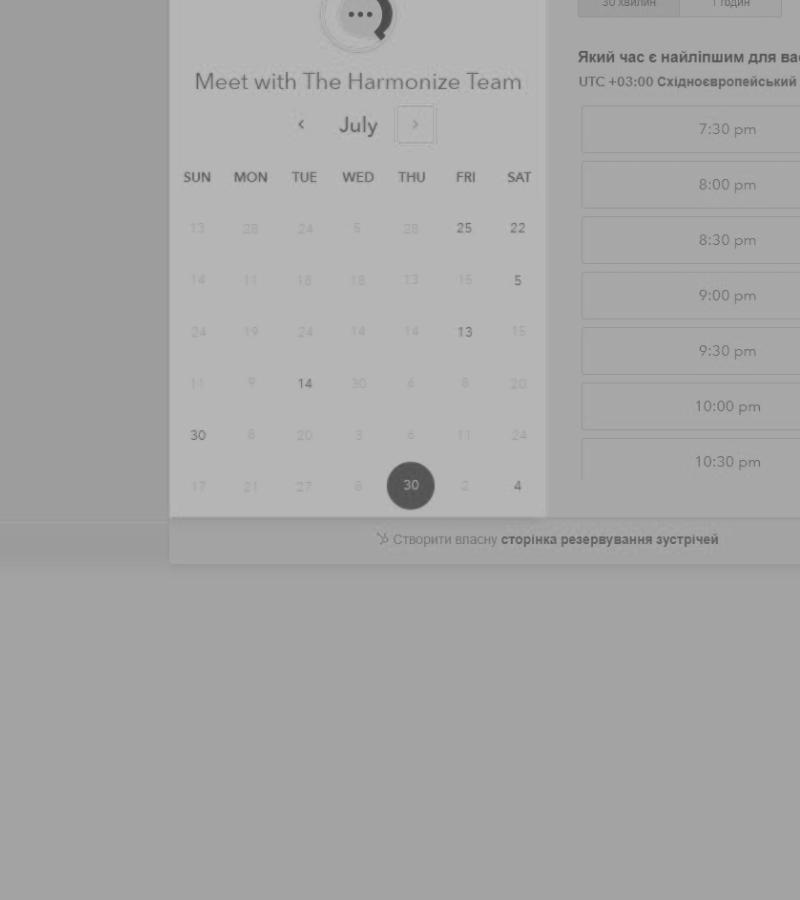 30 хвилин 1 годин
Meet with The Harmonize Team
July
SUN MON TUE WED THU FRI SAT
13 28 24 5 28 25 22
14 11 18 18 13 15 5
24 19 24 14 14 13 15
11 9 14 30 6 8 20
30 8 20 3 6 11 24
17 21 27 8 30 2 4
Який час є найліпшим для
UTC +03:00 Східноєвропейський
7:30 pm
8:00 pm
8:30 pm
9:00 pm
9:30 pm
10:00 pm
10:30 pm
Створити власну сторінка резервування зустрічей